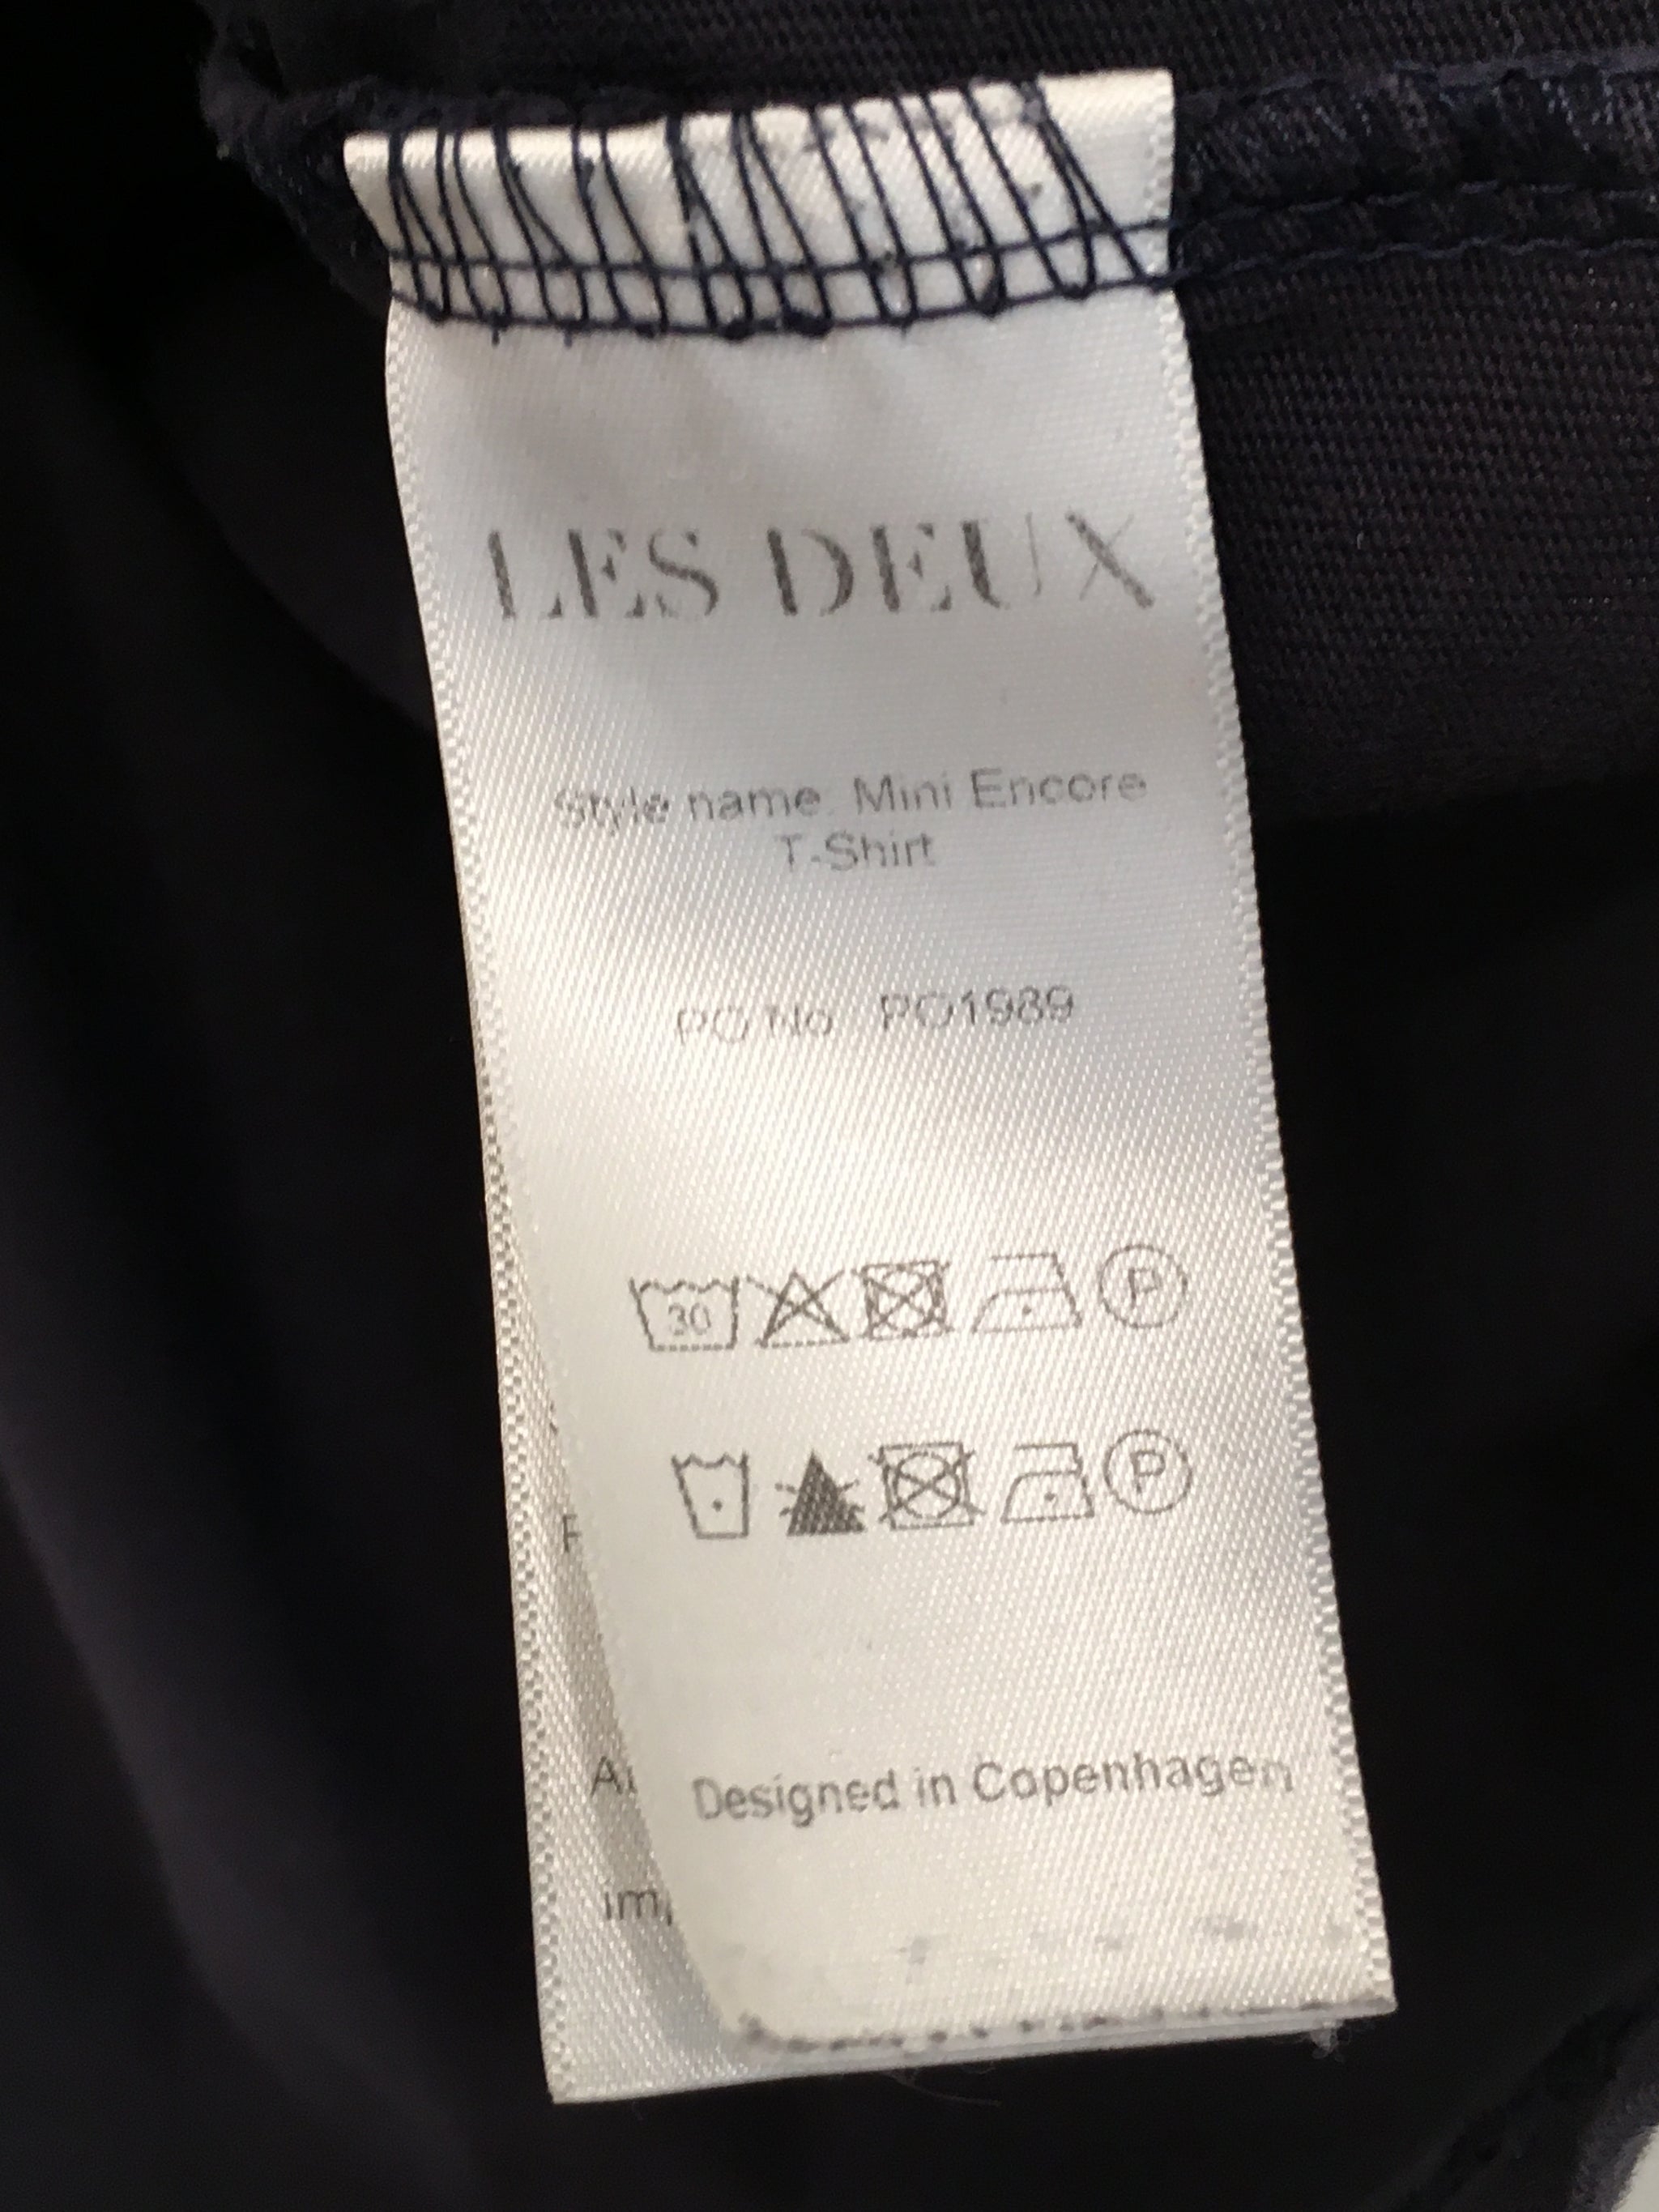 LES DEUX
Style name: Mini Encore
T-Shirt
PO No: PO1989
30
P
P
Designed in Copenhagen